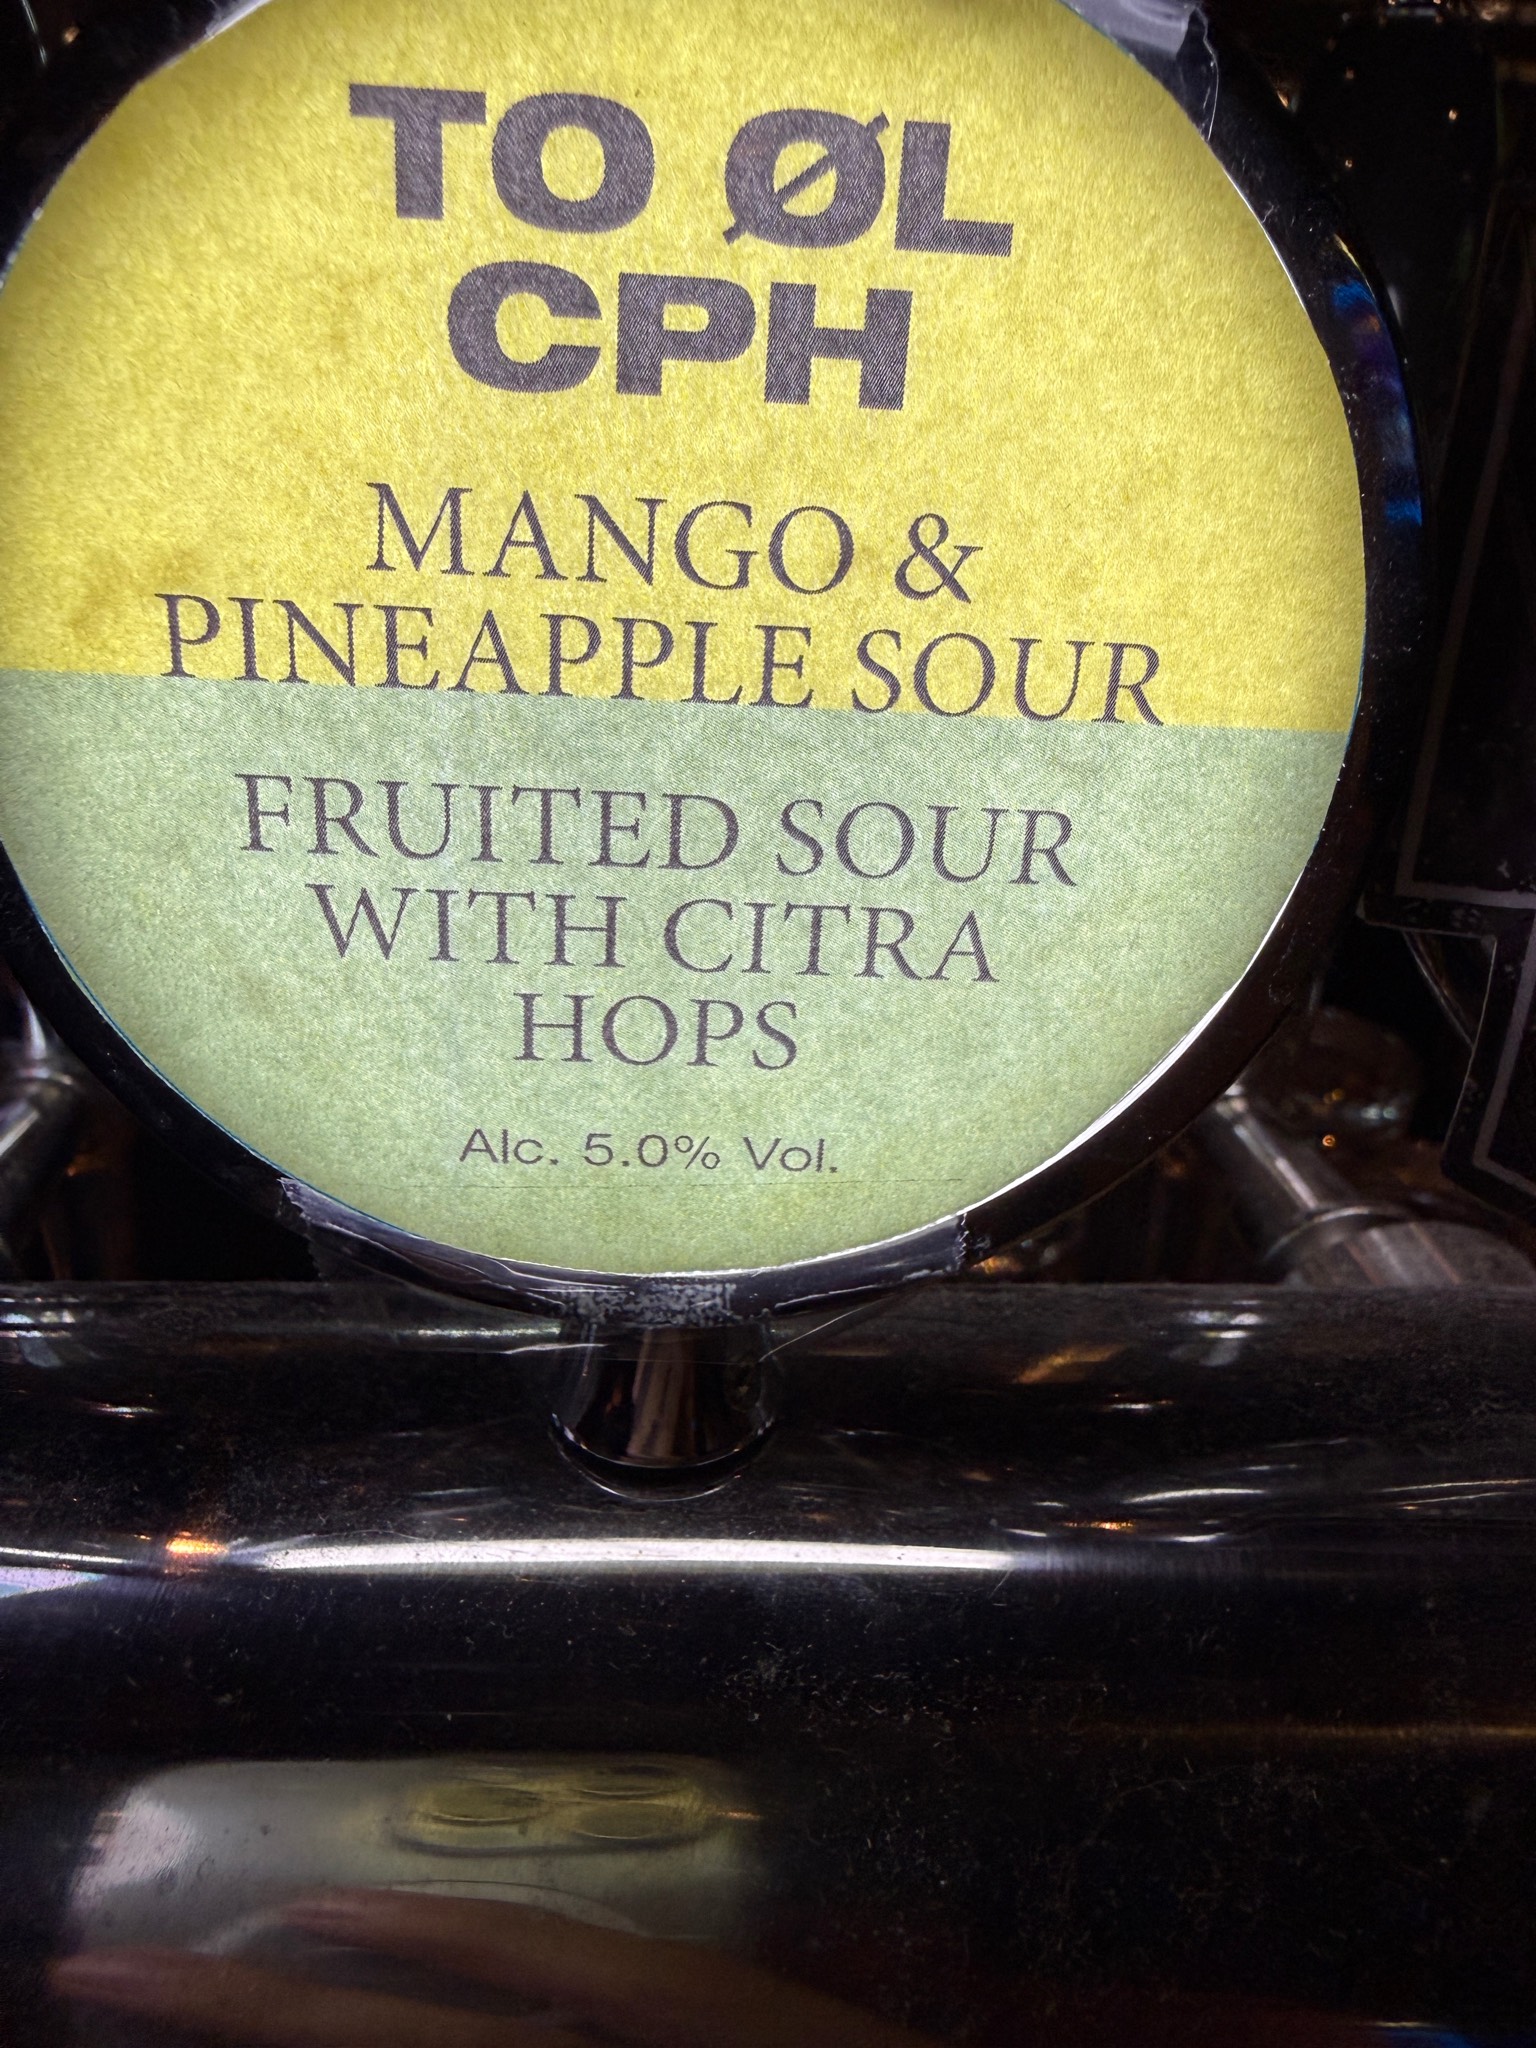 TO ØL
CPH
MANGO &
PINEAPPLE SOUR
FRUITED SOUR
WITH CITRA
HOPS
Alc. 5.0% Vol.